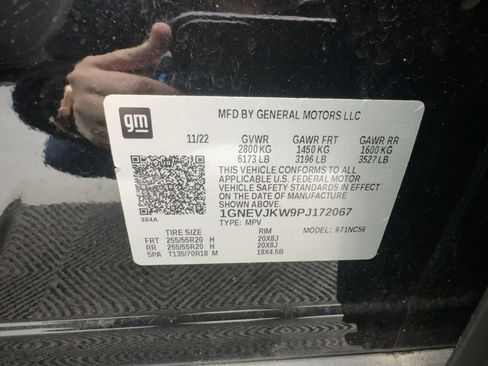 gm
MFD BY GENERAL MOTORS LLC
11/22 GVWR GAWR FRT GAWR RR
2800 KG 1450 KG 1600 KG
6173 LB 3196 LB 3527 LB
THIS VEHICLE CONFORMS TO ALL
APPLICABLE U.S. FEDERAL MOTOR
VEHICLE SAFETY STANDARDS IN EFFECT
ON THE DATE OF MANUFACTURE
SHOWN ABOVE.
384A
1GNEVJKW9PJ172067
TYPE: MPV MODEL: 971NC56
TIRE SIZE RIM
FRT 255/55R20 H 20X8J
RR 255/55R20 H 20X8J
SPA T135/70R18 M 18X4.5B